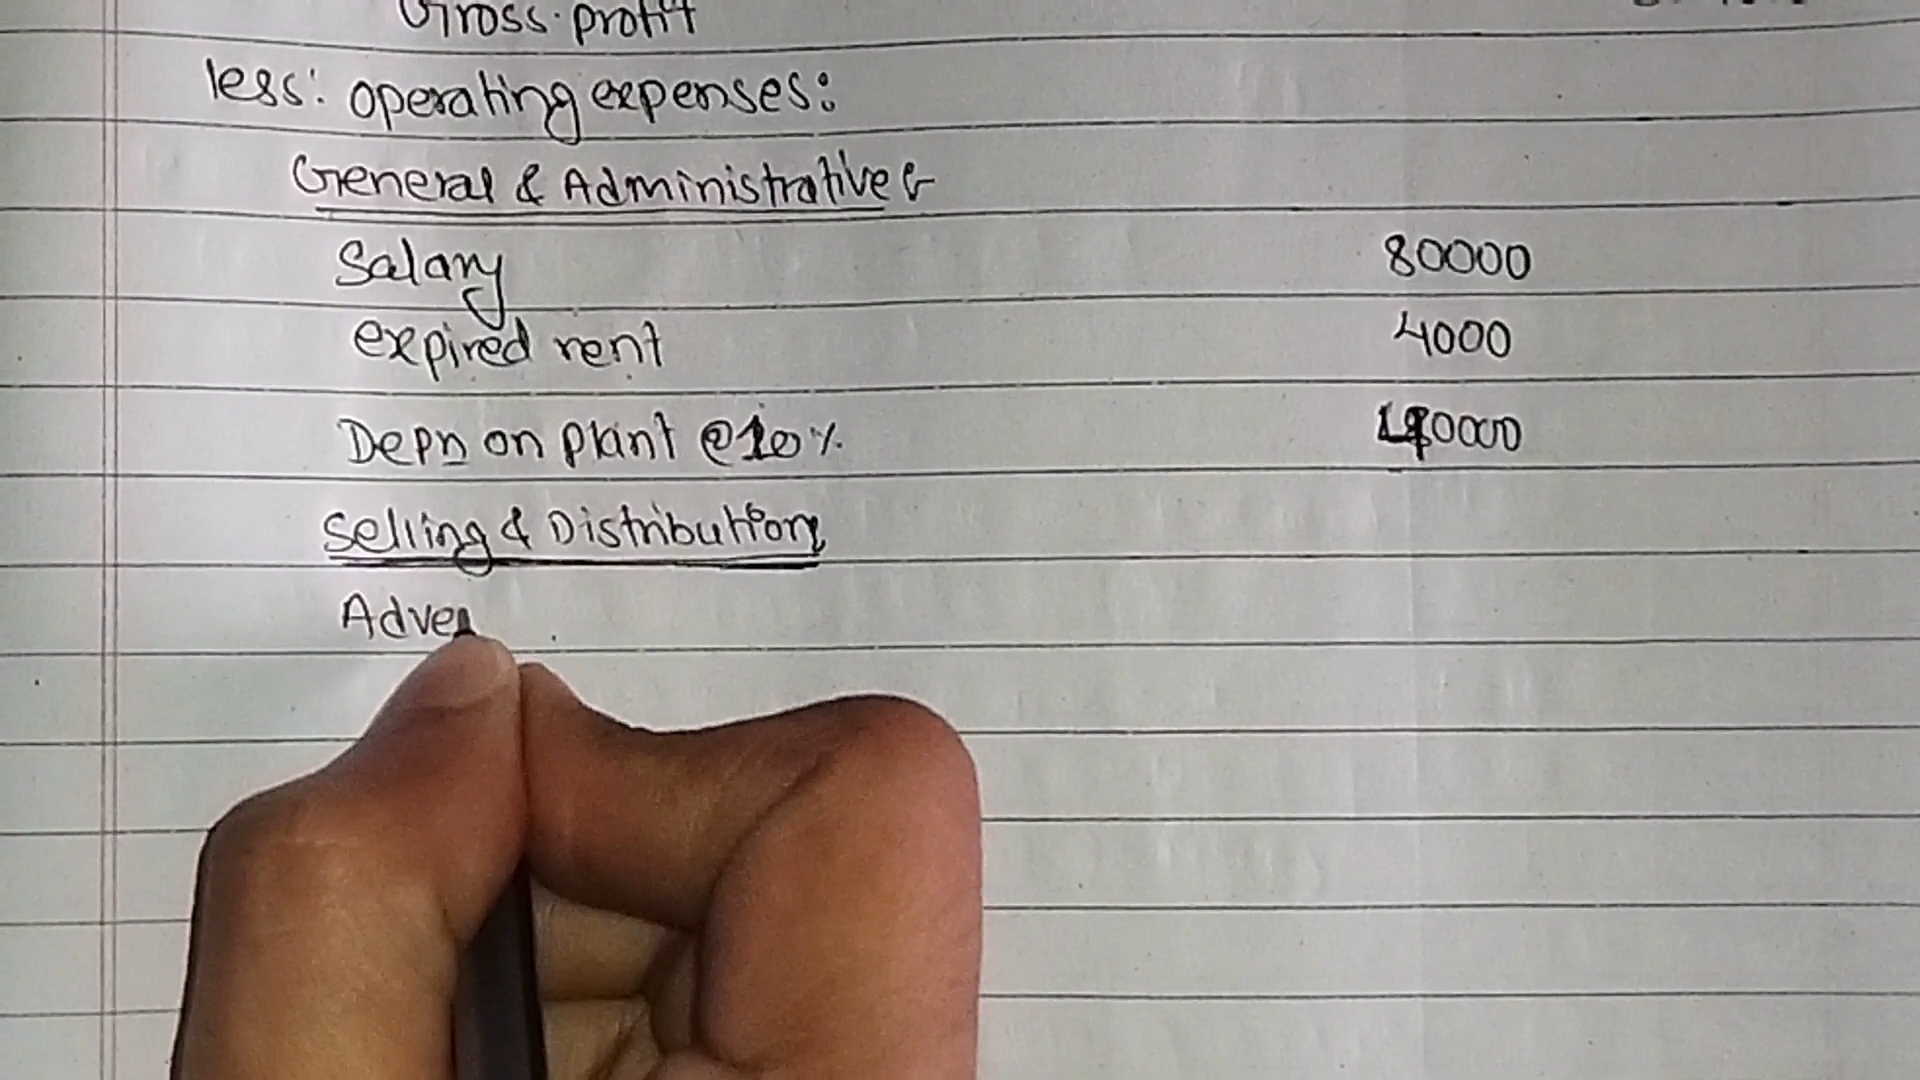 Gross profit
less: operating expenses:
General & Administrative
Salary 80000
expired rent 4000
Depn on plant @10%
Selling & Distribution
Adve